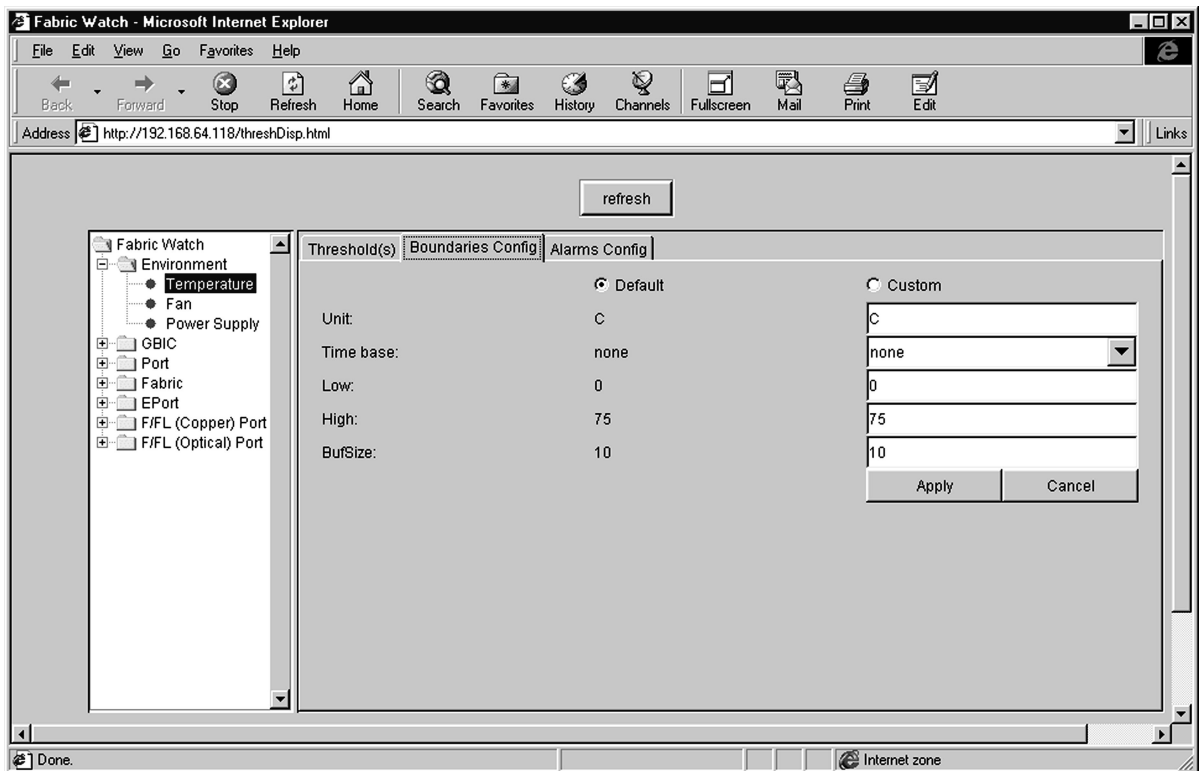 Fabric Watch - Microsoft Internet Explorer
File Edit View Go Favorites Help
Back Forward Stop Refresh Home Search Favorites History Channels Fullscreen Mail Print Edit
Address http://192.168.64.118/threshDisp.html Links
refresh
Fabric Watch
Environment
Temperature
Fan
Power Supply
GBIC
Port
Fabric
EPort
F/FL (Copper) Port
F/FL (Optical) Port
Threshold(s) Boundaries Config Alarms Config
Default Custom
Unit: C C
Time base: none none
Low: 0 0
High: 75 75
BufSize: 10 10
Apply Cancel
Done. Internet zone